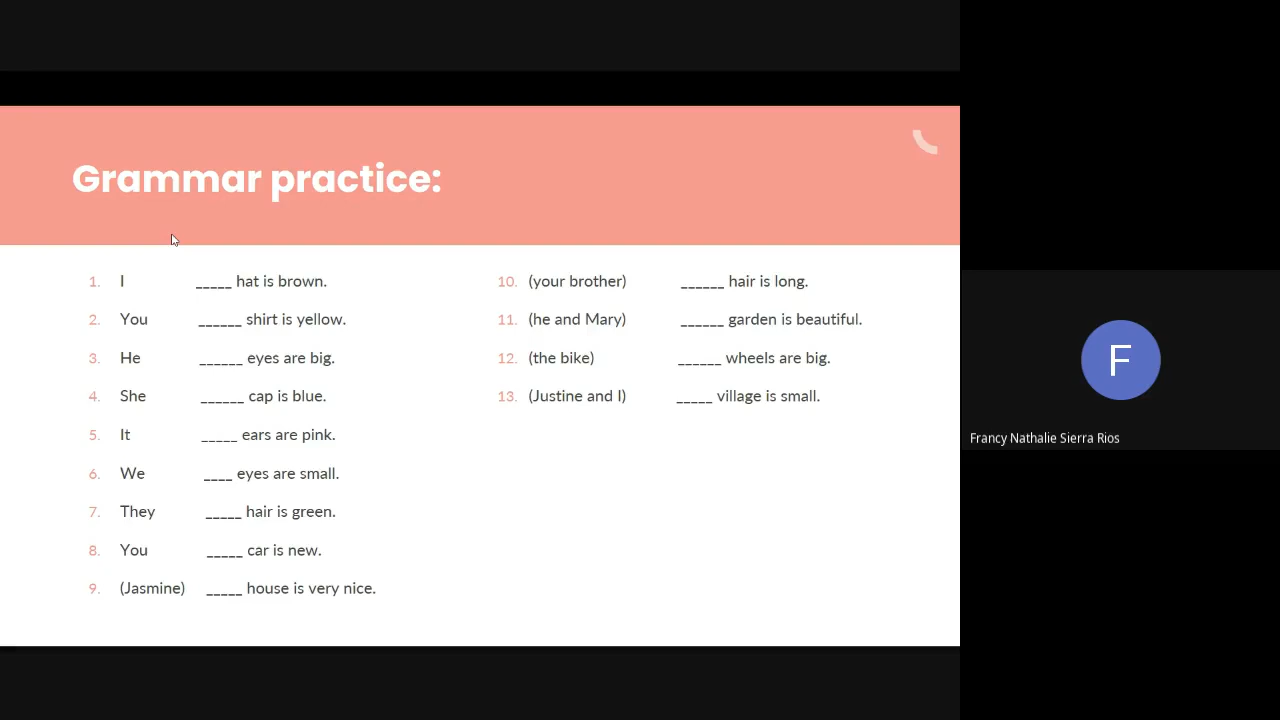 Grammar practice:
1. I _____ hat is brown.
2. You ______ shirt is yellow.
3. He ______ eyes are big.
4. She ______ cap is blue.
5. It _____ ears are pink.
6. We ____ eyes are small.
7. They _____ hair is green.
8. You _____ car is new.
9. (Jasmine) _____ house is very nice.
10. (your brother) ______ hair is long.
11. (he and Mary) ______ garden is beautiful.
12. (the bike) ______ wheels are big.
13. (Justine and I) _____ village is small.
F
Francy Nathalie Sierra Rios